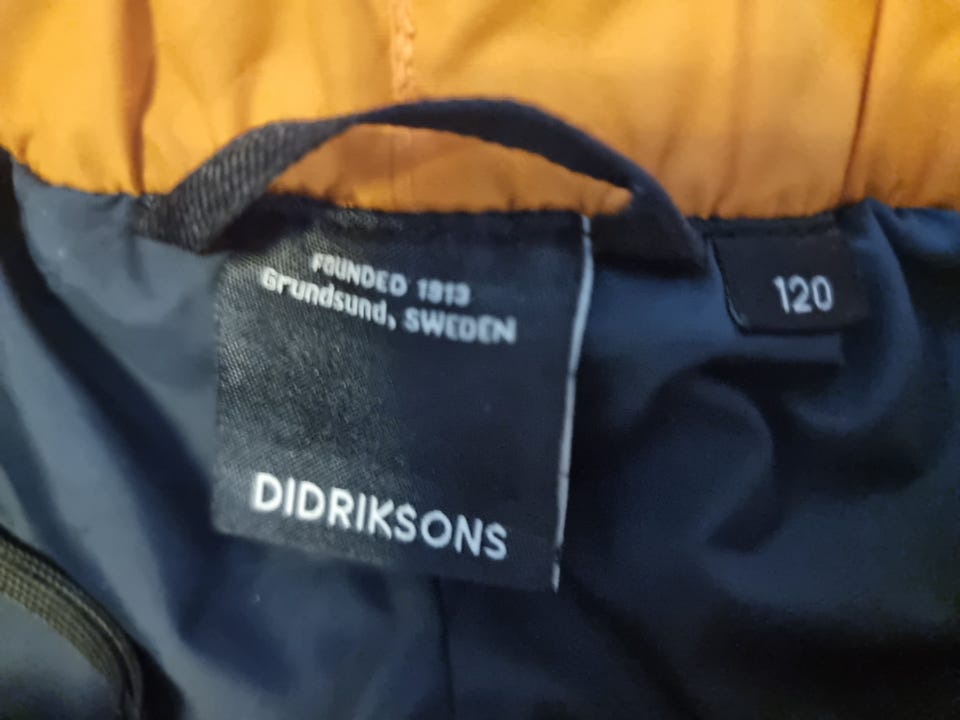 FOUNDED 1913
Grundsund, SWEDEN
DIDRIKSONS
120